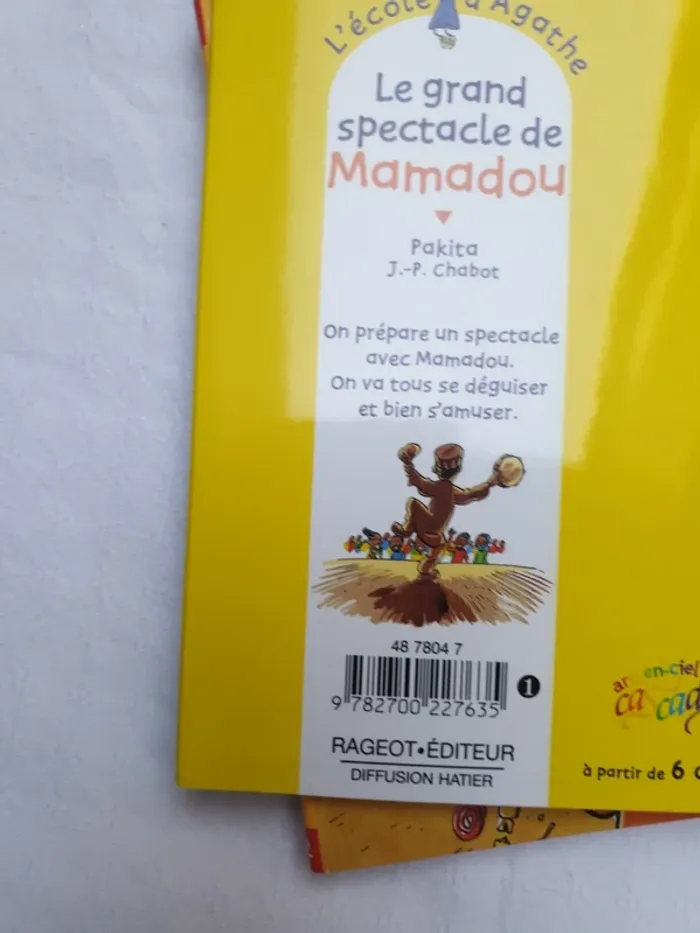 L'école d'Agathe
Le grand
spectacle de
Mamadou
Pakita
J.-P. Chabot
On prépare un spectacle
avec Mamadou.
On va tous se déguiser
et bien s'amuser.
48 7804 7
9 782700 227635
1
RAGEOT•ÉDITEUR
DIFFUSION HATIER
ar en-ciel
à partir de 6